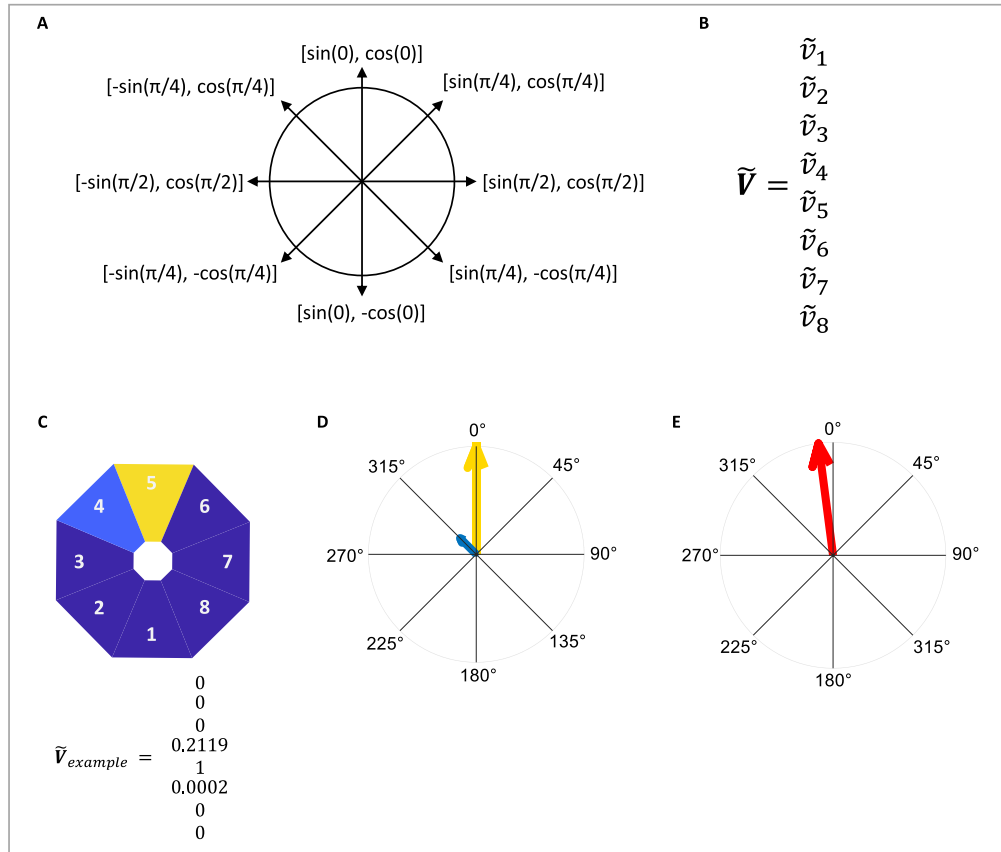 A
[sin(0), cos(0)]
[-sin(π/4), cos(π/4)]
[sin(π/4), cos(π/4)]
[-sin(π/2), cos(π/2)]
[sin(π/2), cos(π/2)]
[-sin(π/4), -cos(π/4)]
[sin(π/4), -cos(π/4)]
[sin(0), -cos(0)]
B
Ṽ =
ṽ₁
ṽ₂
ṽ₃
ṽ₄
ṽ₅
ṽ₆
ṽ₇
ṽ₈
C
5
4
6
3
7
2
8
1
Ṽexample =
0
0
0
0.2119
1
0.0002
0
0
D
0°
315°
45°
270°
90°
225°
135°
180°
E
0°
315°
45°
270°
90°
225°
315°
180°